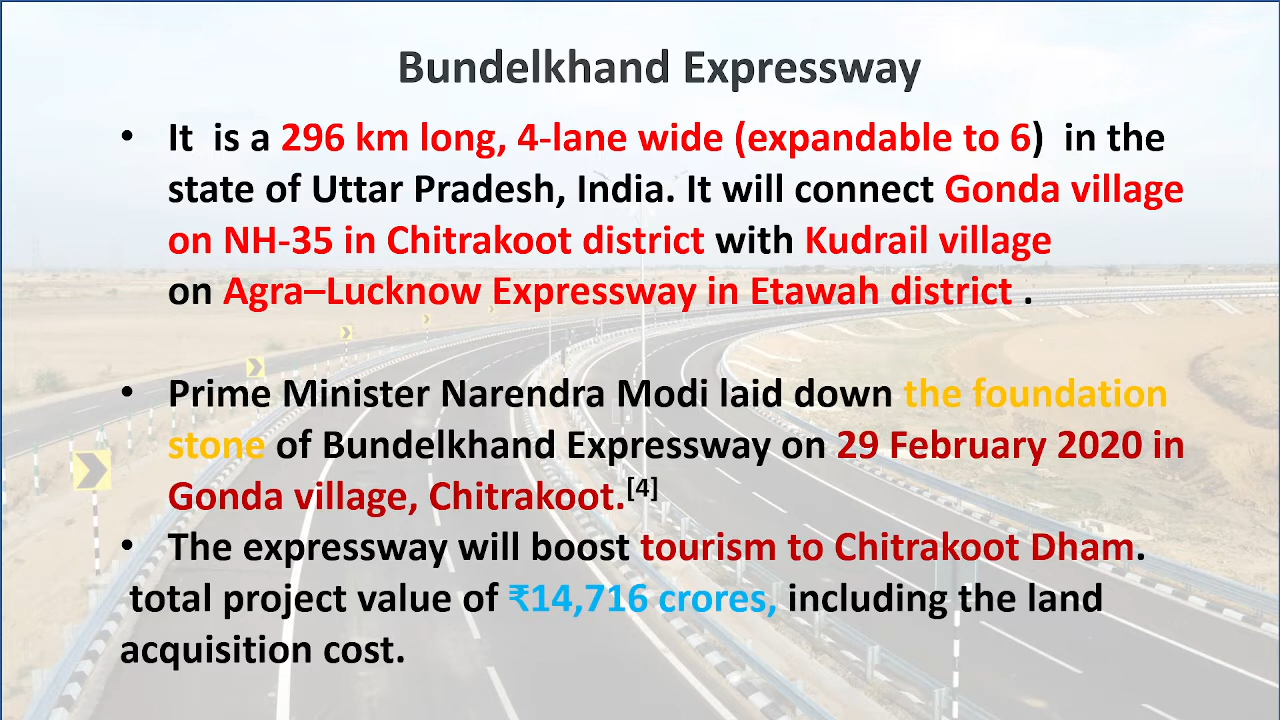 Bundelkhand Expressway
• It  is a 296 km long, 4-lane wide (expandable to 6)  in the
state of Uttar Pradesh, India. It will connect Gonda village
on NH-35 in Chitrakoot district with Kudrail village
on Agra–Lucknow Expressway in Etawah district .
• Prime Minister Narendra Modi laid down the foundation
stone of Bundelkhand Expressway on 29 February 2020 in
Gonda village, Chitrakoot.[4]
• The expressway will boost tourism to Chitrakoot Dham.
total project value of ₹14,716 crores, including the land
acquisition cost.